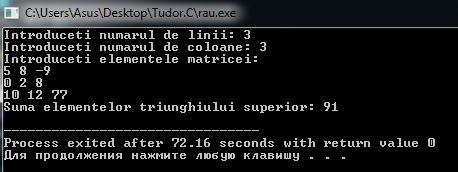 C:\Users\Asus\Desktop\Tudor.C\rau.exe
Introduceti numarul de linii: 3
Introduceti numarul de coloane: 3
Introduceti elementele matricei:
5 8 -9
0 2 8
10 12 77
Suma elementelor triunghiului superior: 91
--------------------------------
Process exited after 72.16 seconds with return value 0
Для продолжения нажмите любую клавишу . . .